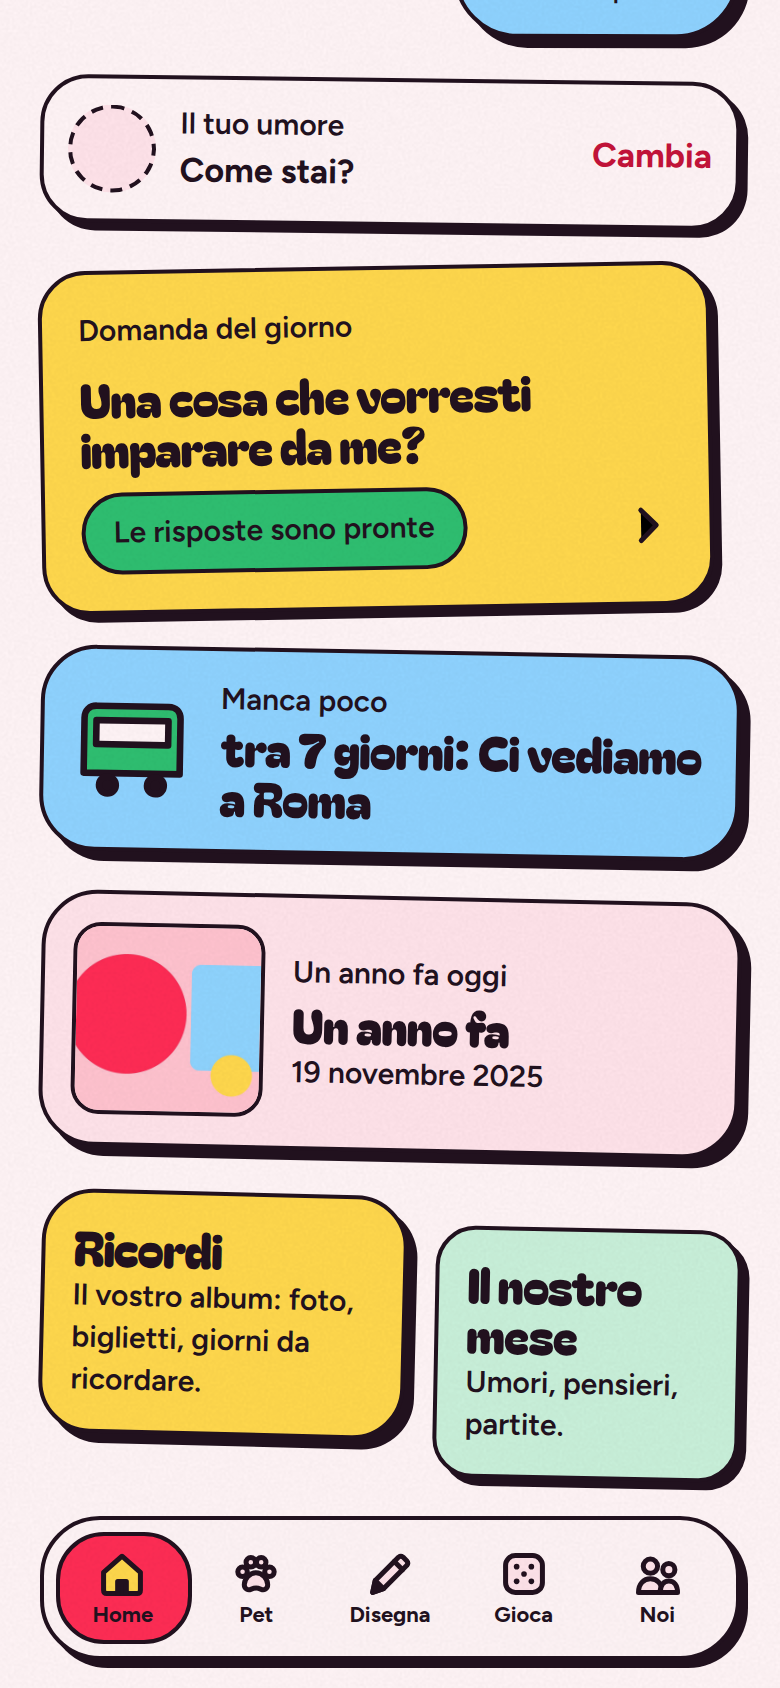 Il tuo umore
Come stai?
Cambia
Domanda del giorno
Una cosa che vorresti
imparare da me?
Le risposte sono pronte
Manca poco
tra 7 giorni: Ci vediamo
a Roma
Un anno fa oggi
Un anno fa
19 novembre 2025
Ricordi
Il vostro album: foto,
biglietti, giorni da
ricordare.
Il nostro
mese
Umori, pensieri,
partite.
Home
Pet
Disegna
Gioca
Noi